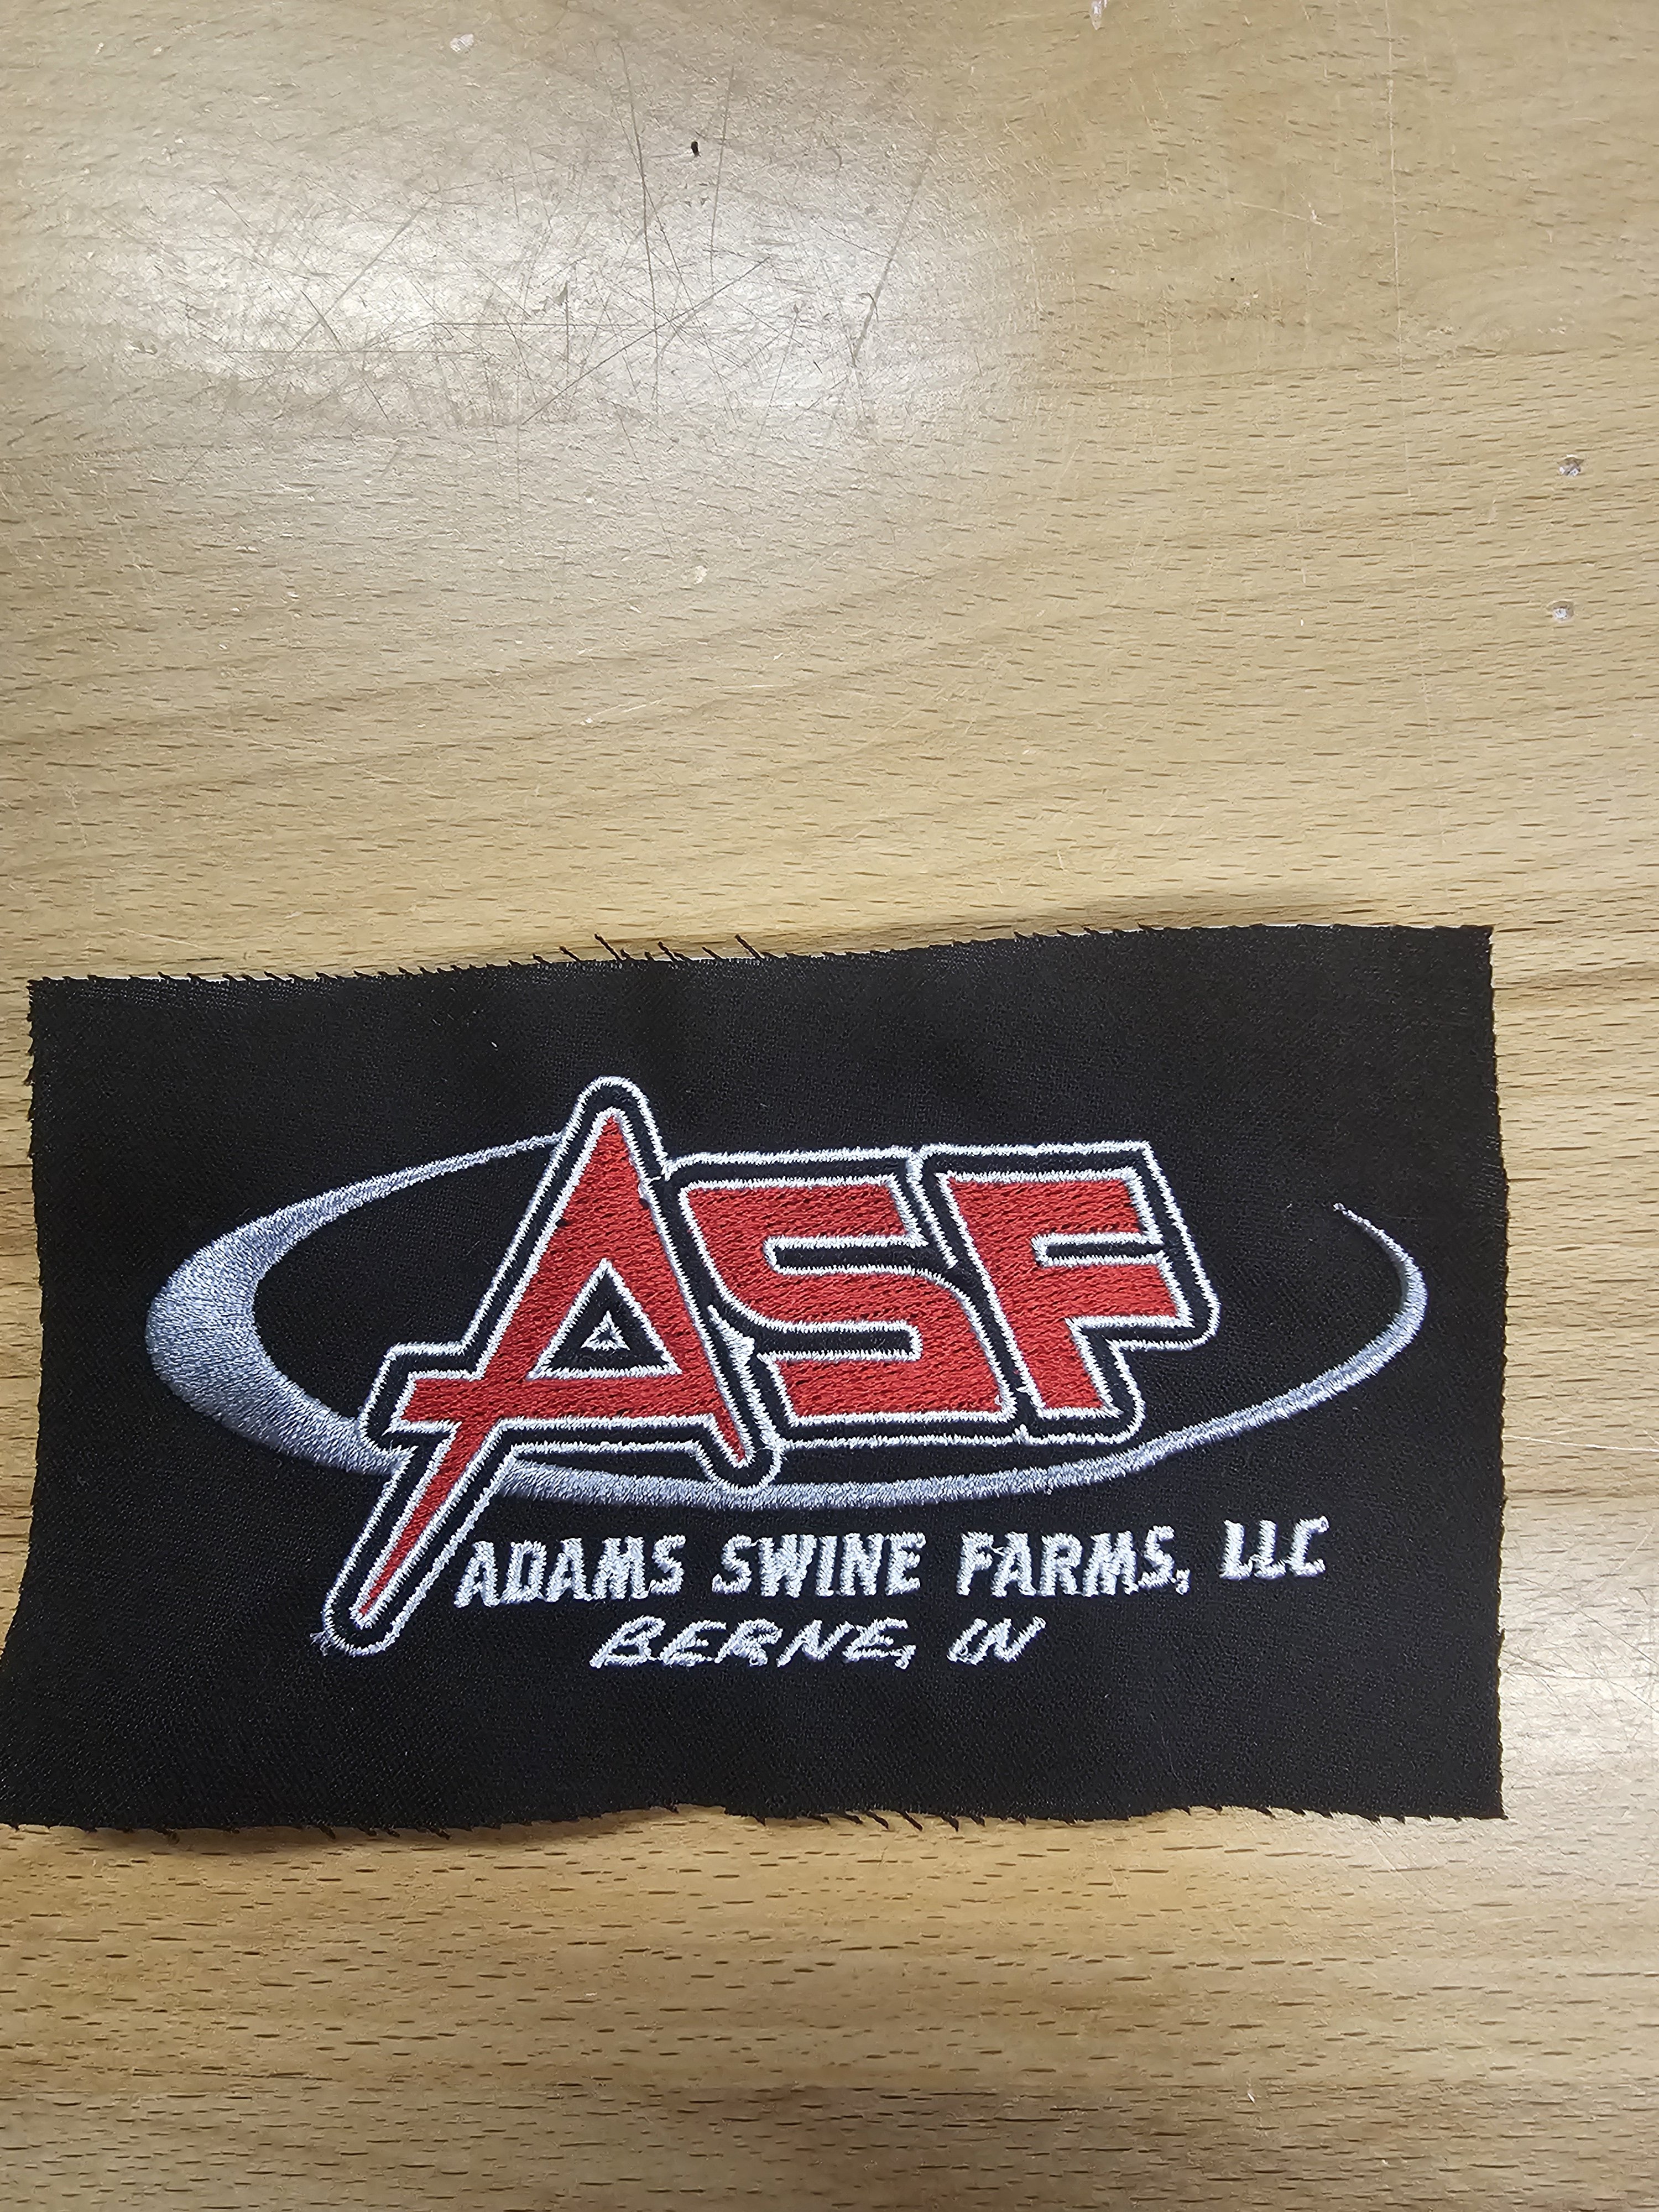 ASF
ADAMS SWINE FARMS, LLC
BERNE, IN